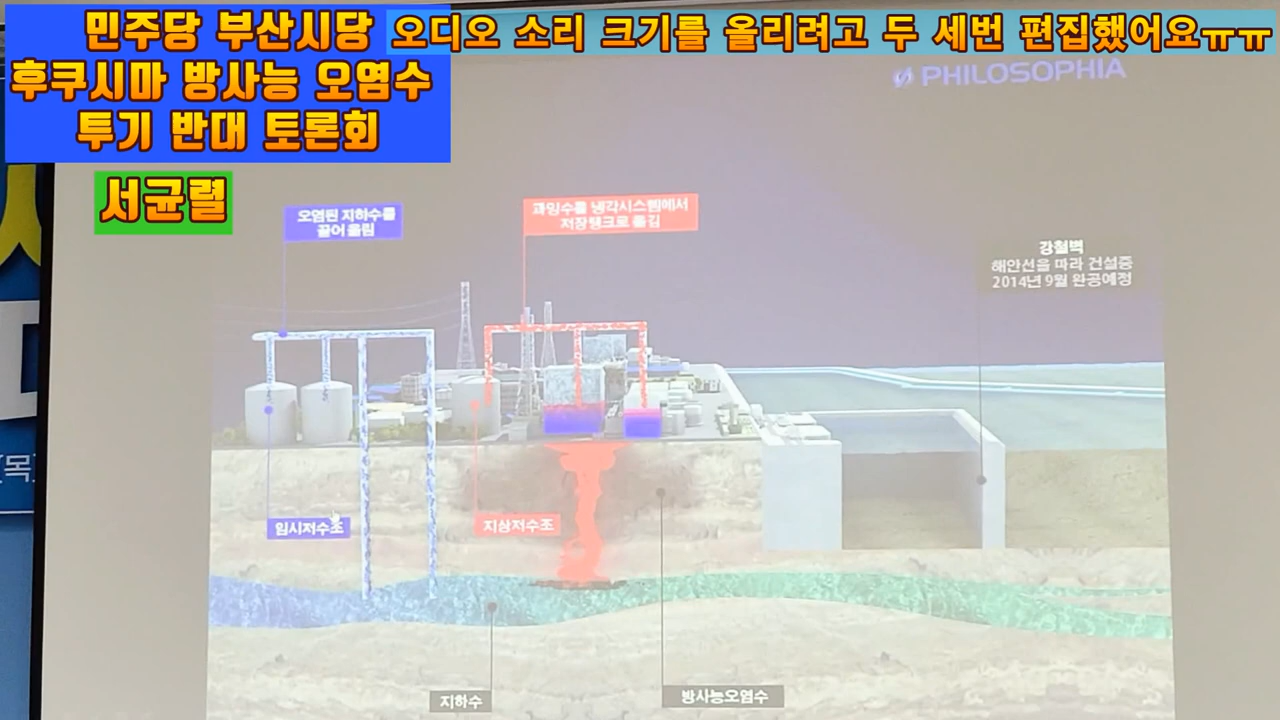 민주당 부산시당
후쿠시마 방사능 오염수
투기 반대 토론회
오디오 소리 크기를 올리려고 두 세번 편집했어요ㅠㅠ
PHILOSOPHIA
서균렬
오염된 지하수를
끌어 올림
과잉수를 냉각시스템에서
저장탱크로 옮김
강철벽
해안선을 따라 건설중
2014년 9월 완공예정
임시저수조
지상저수조
지하수
방사능오염수
(목)